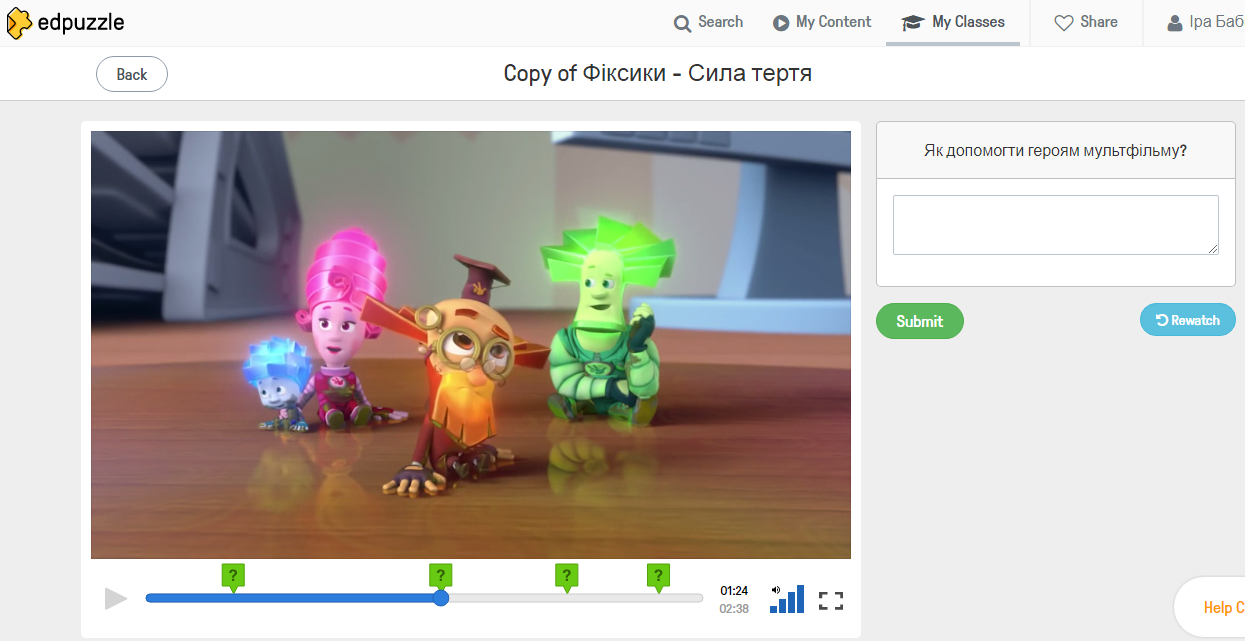 edpuzzle
Search
My Content
My Classes
Share
Іра Баб
Back
Copy of Фіксики - Сила тертя
Як допомогти героям мультфільму?
Submit
Rewatch
?
?
?
?
01:24
02:38
Help C